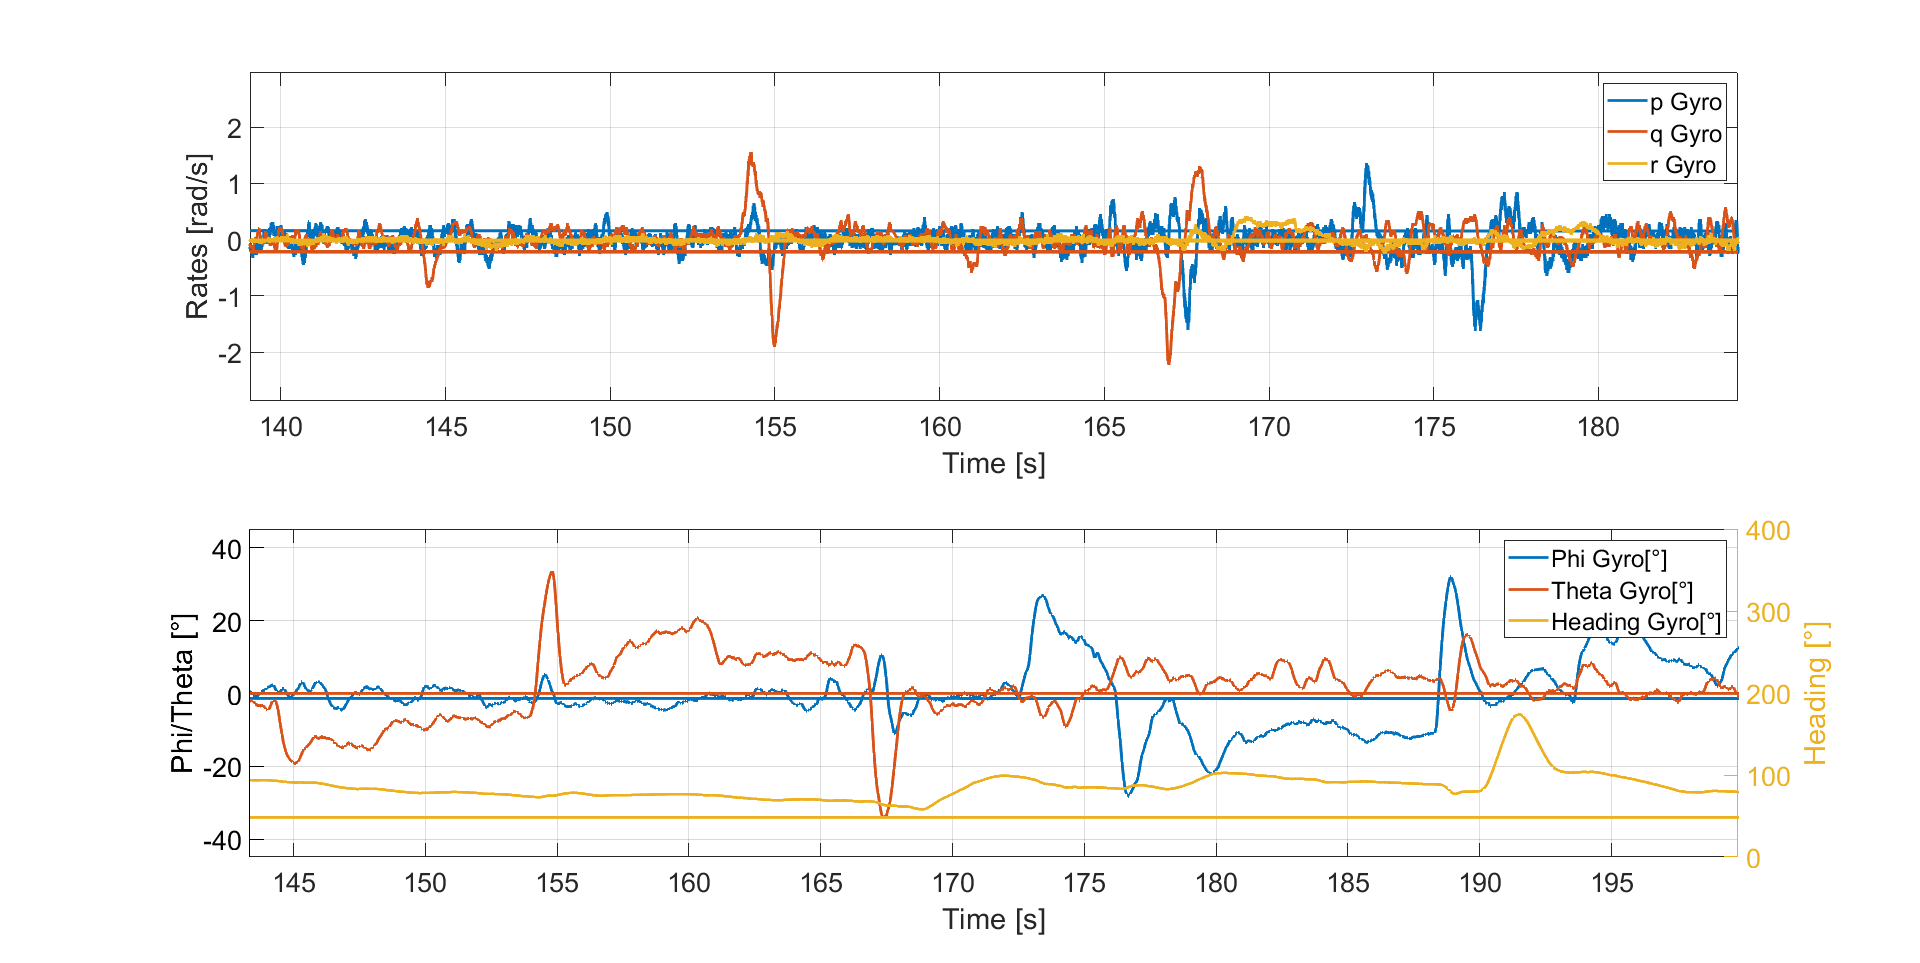 Rates [rad/s]
2
1
0
-1
-2
p Gyro
q Gyro
r Gyro
140 145 150 155 160 165 170 175 180
Time [s]
Phi/Theta [°]
40
20
0
-20
-40
Phi Gyro[°]
Theta Gyro[°]
Heading Gyro[°]
400
300
200
100
0
Heading [°]
145 150 155 160 165 170 175 180 185 190 195
Time [s]